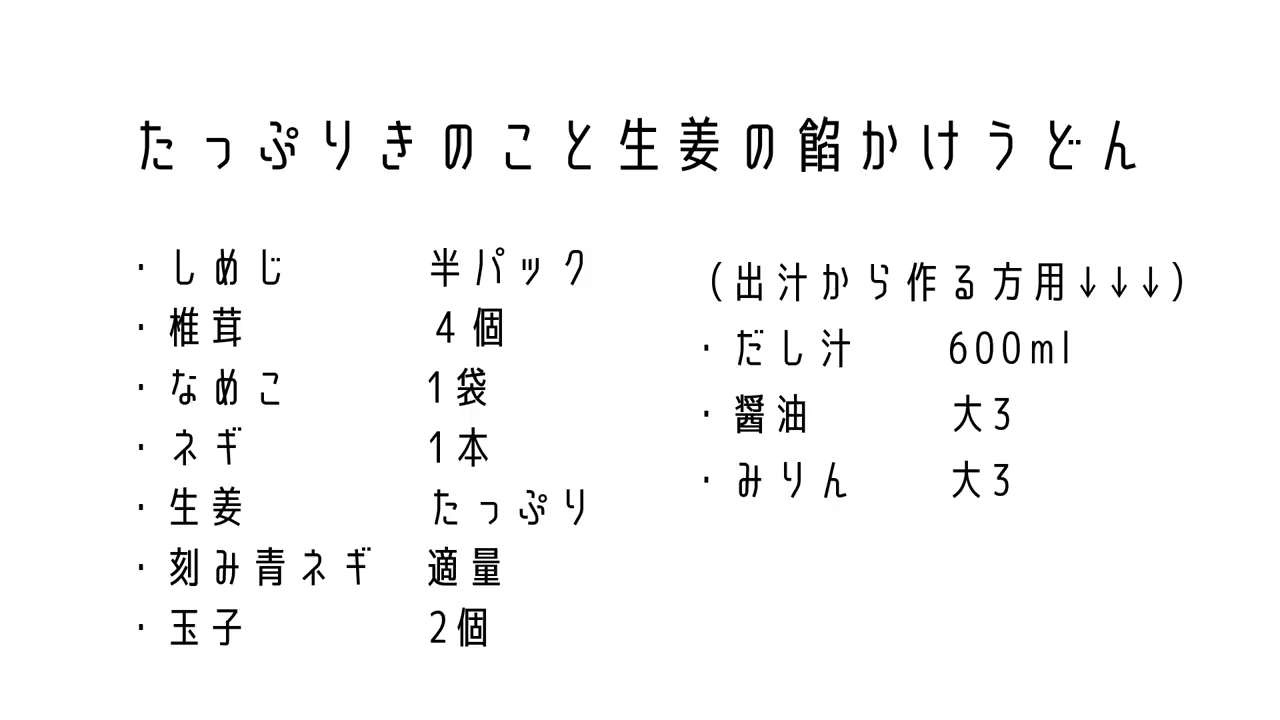 たっぷりきのこと生姜の餡かけうどん
・しめじ 半パック
・椎茸 4個
・なめこ 1袋
・ネギ 1本
・生姜 たっぷり
・刻み青ネギ 適量
・玉子 2個
(出汁から作る方用↓↓↓)
・だし汁 600ml
・醤油 大3
・みりん 大3